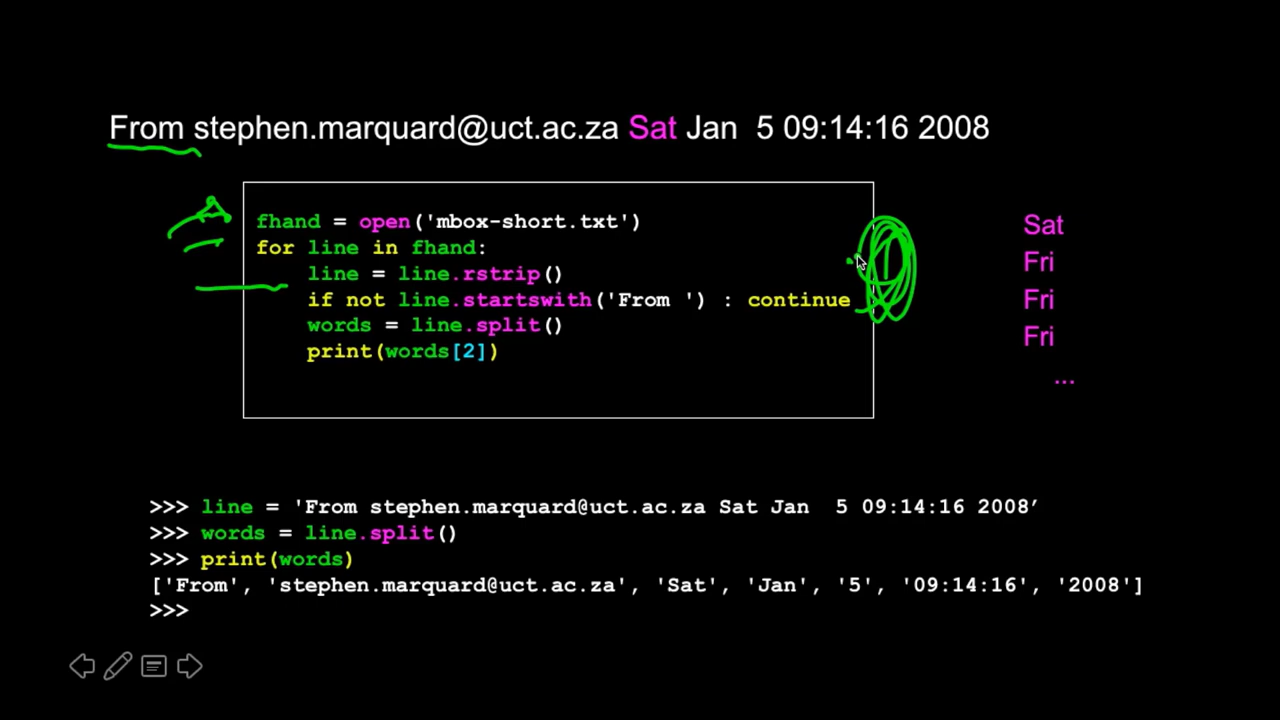 From stephen.marquard@uct.ac.za Sat Jan  5 09:14:16 2008
fhand = open('mbox-short.txt')
for line in fhand:
    line = line.rstrip()
    if not line.startswith('From ') : continue
    words = line.split()
    print(words[2])
Sat
Fri
Fri
Fri
...
>>> line = 'From stephen.marquard@uct.ac.za Sat Jan  5 09:14:16 2008’
>>> words = line.split()
>>> print(words)
['From', 'stephen.marquard@uct.ac.za', 'Sat', 'Jan', '5', '09:14:16', '2008']
>>>